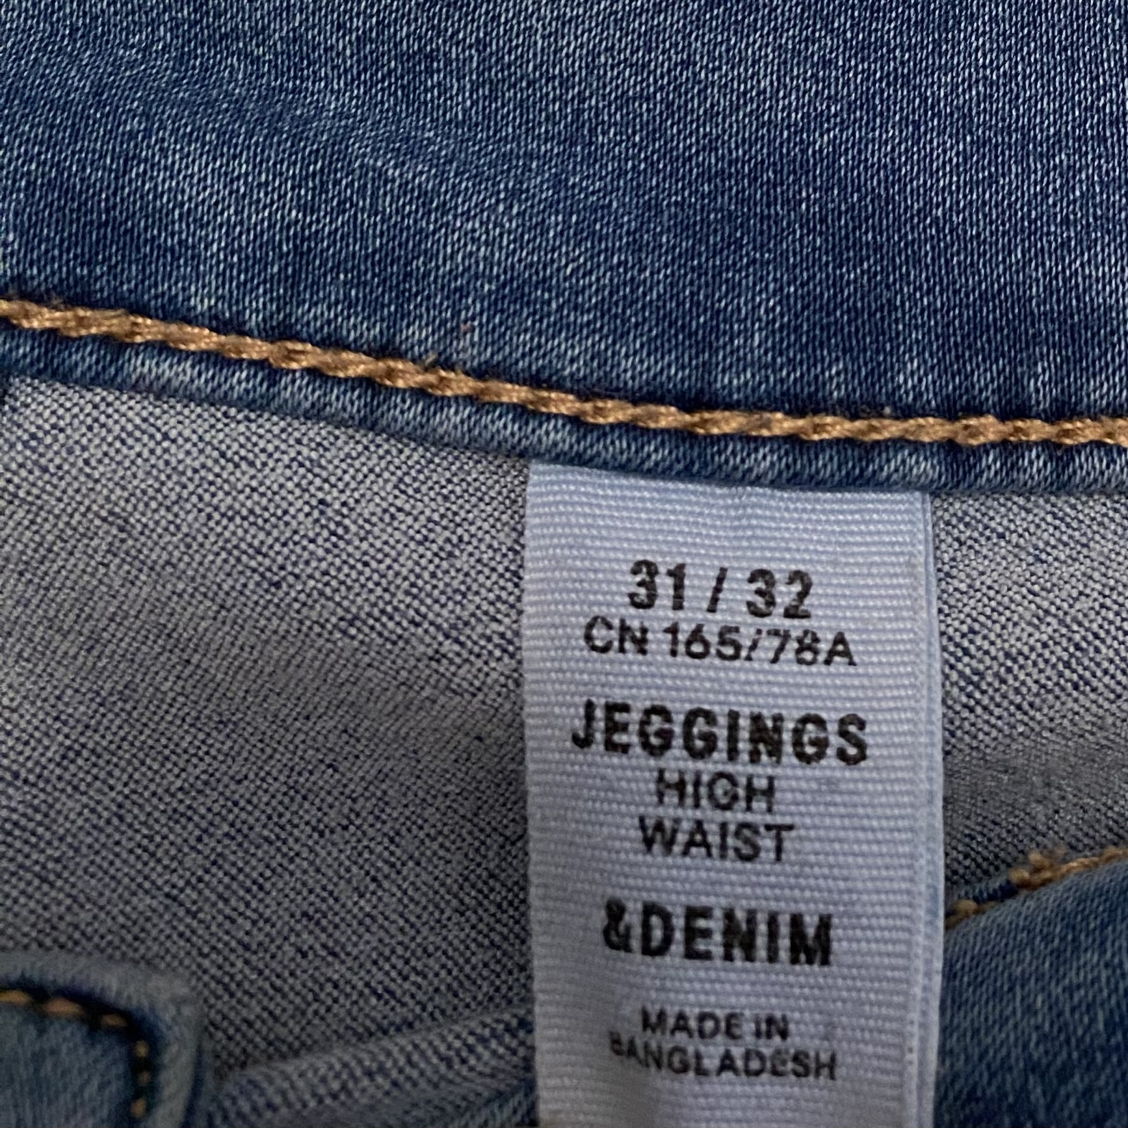 31 / 32
CN 165/78A
JEGGINGS
HIGH
WAIST
&DENIM
MADE IN
BANGLADESH